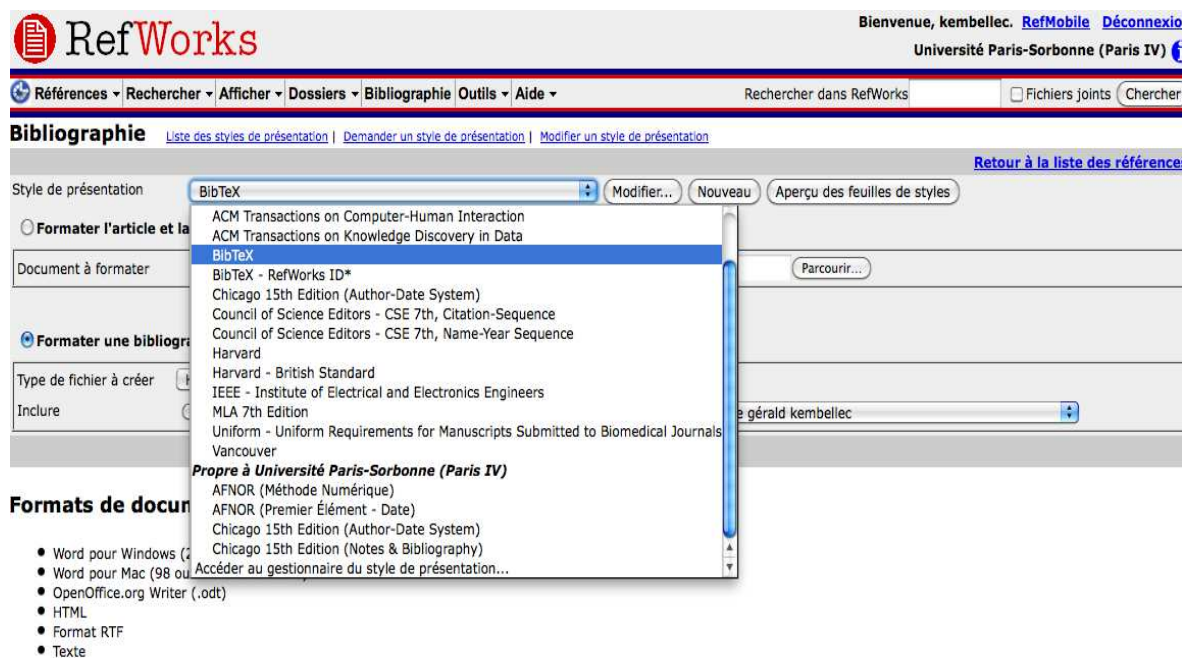 RefWorks
Bienvenue, kembellec. RefMobile Déconnexio
Université Paris-Sorbonne (Paris IV)
Références Rechercher Afficher Dossiers Bibliographie Outils Aide Rechercher dans RefWorks Fichiers joints Chercher
Bibliographie Liste des styles de présentation | Demander un style de présentation | Modifier un style de présentation
Retour à la liste des références
Style de présentation BibTeX Modifier... Nouveau Aperçu des feuilles de styles
ACM Transactions on Computer-Human Interaction
Formater l'article et la
ACM Transactions on Knowledge Discovery in Data
BibTeX
Document à formater
BibTeX - RefWorks ID*
Parcourir...
Chicago 15th Edition (Author-Date System)
Council of Science Editors - CSE 7th, Citation-Sequence
Council of Science Editors - CSE 7th, Name-Year Sequence
Formater une bibliogra
Harvard
Harvard - British Standard
Type de fichier à créer
IEEE - Institute of Electrical and Electronics Engineers
Inclure
MLA 7th Edition
e gérald kembellec
Uniform - Uniform Requirements for Manuscripts Submitted to Biomedical Journals
Vancouver
Propre à Université Paris-Sorbonne (Paris IV)
AFNOR (Méthode Numérique)
Formats de docum
AFNOR (Premier Élément - Date)
Chicago 15th Edition (Author-Date System)
Chicago 15th Edition (Notes & Bibliography)
Word pour Windows (2
Accéder au gestionnaire du style de présentation...
Word pour Mac (98 ou
OpenOffice.org Writer (.odt)
HTML
Format RTF
Texte